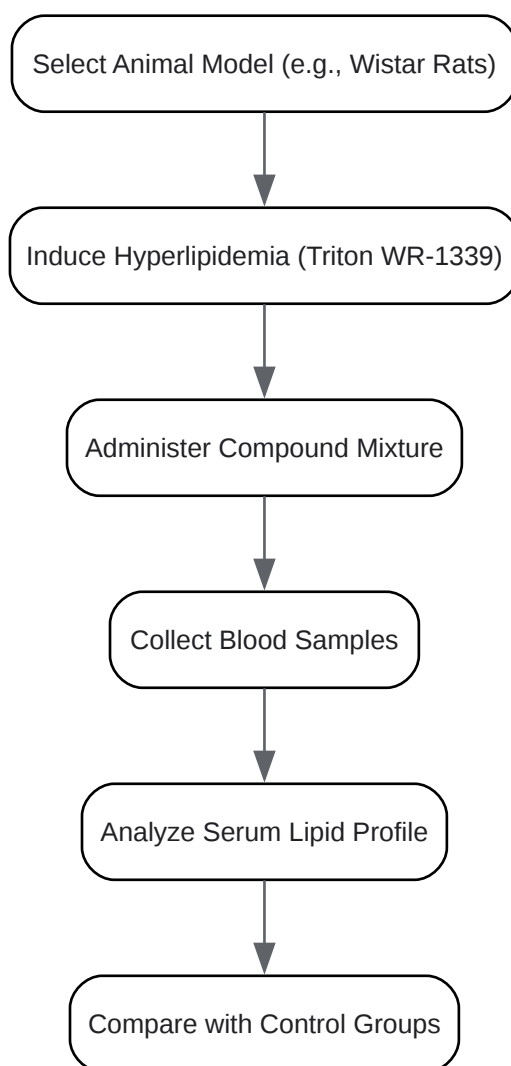 Select Animal Model (e.g., Wistar Rats)
Induce Hyperlipidemia (Triton WR-1339)
Administer Compound Mixture
Collect Blood Samples
Analyze Serum Lipid Profile
Compare with Control Groups